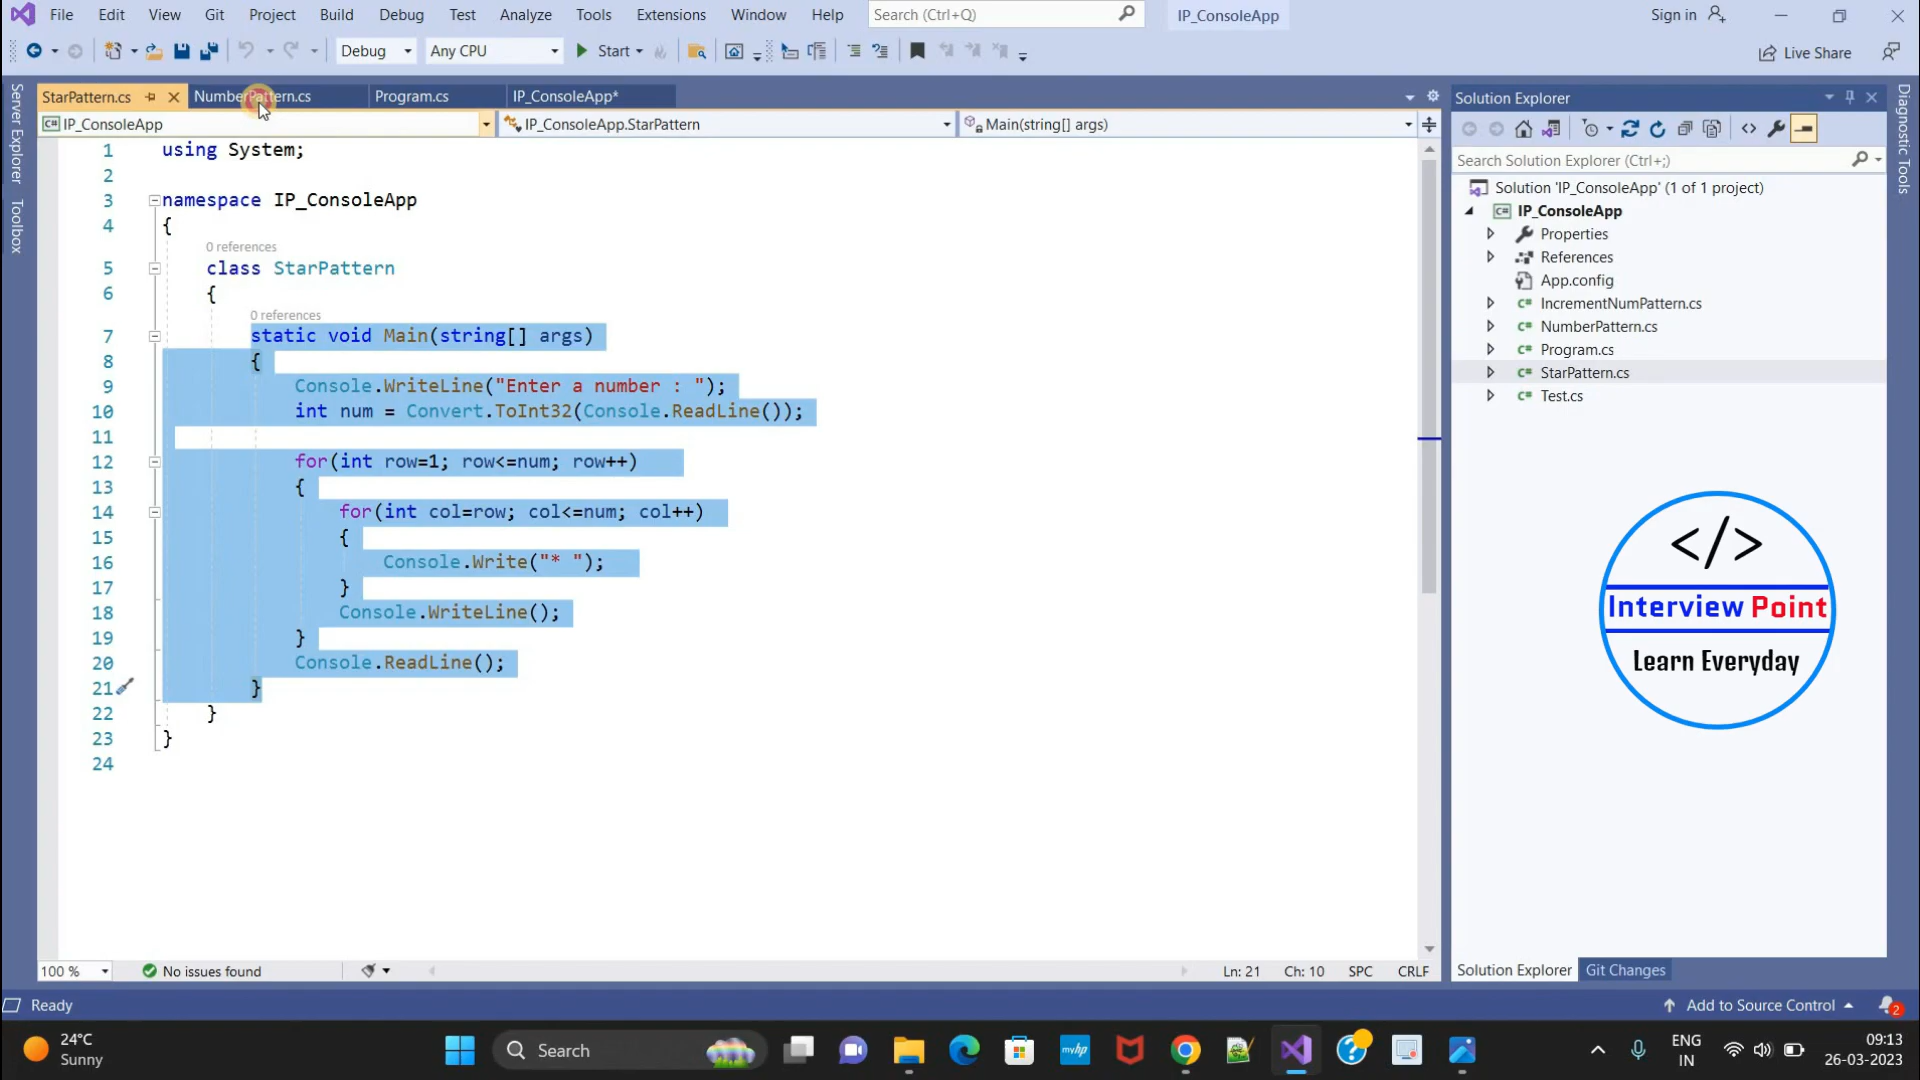 File Edit View Git Project Build Debug Test Analyze Tools Extensions Window Help Search (Ctrl+Q) IP_ConsoleApp Sign in
Debug Any CPU Start Live Share
StarPattern.cs NumberPattern.cs Program.cs IP_ConsoleApp*
IP_ConsoleApp IP_ConsoleApp.StarPattern Main(string[] args)
Server Explorer
Toolbox
1 using System;
2
3 namespace IP_ConsoleApp
4 {
0 references
5 class StarPattern
6 {
0 references
7 static void Main(string[] args)
8 {
9 Console.WriteLine("Enter a number : ");
10 int num = Convert.ToInt32(Console.ReadLine());
11
12 for(int row=1; row<=num; row++)
13 {
14 for(int col=row; col<=num; col++)
15 {
16 Console.Write("* ");
17 }
18 Console.WriteLine();
19 }
20 Console.ReadLine();
21 }
22 }
23 }
24
100 % No issues found Ln: 21 Ch: 10 SPC CRLF
Solution Explorer
Search Solution Explorer (Ctrl+;)
Solution 'IP_ConsoleApp' (1 of 1 project)
IP_ConsoleApp
Properties
References
App.config
IncrementNumPattern.cs
NumberPattern.cs
Program.cs
StarPattern.cs
Test.cs
</>
Interview Point
Learn Everyday
Solution Explorer Git Changes
Diagnostic Tools
Ready Add to Source Control 2
24°C
Sunny
Search
myhp
ENG
IN
09:13
26-03-2023